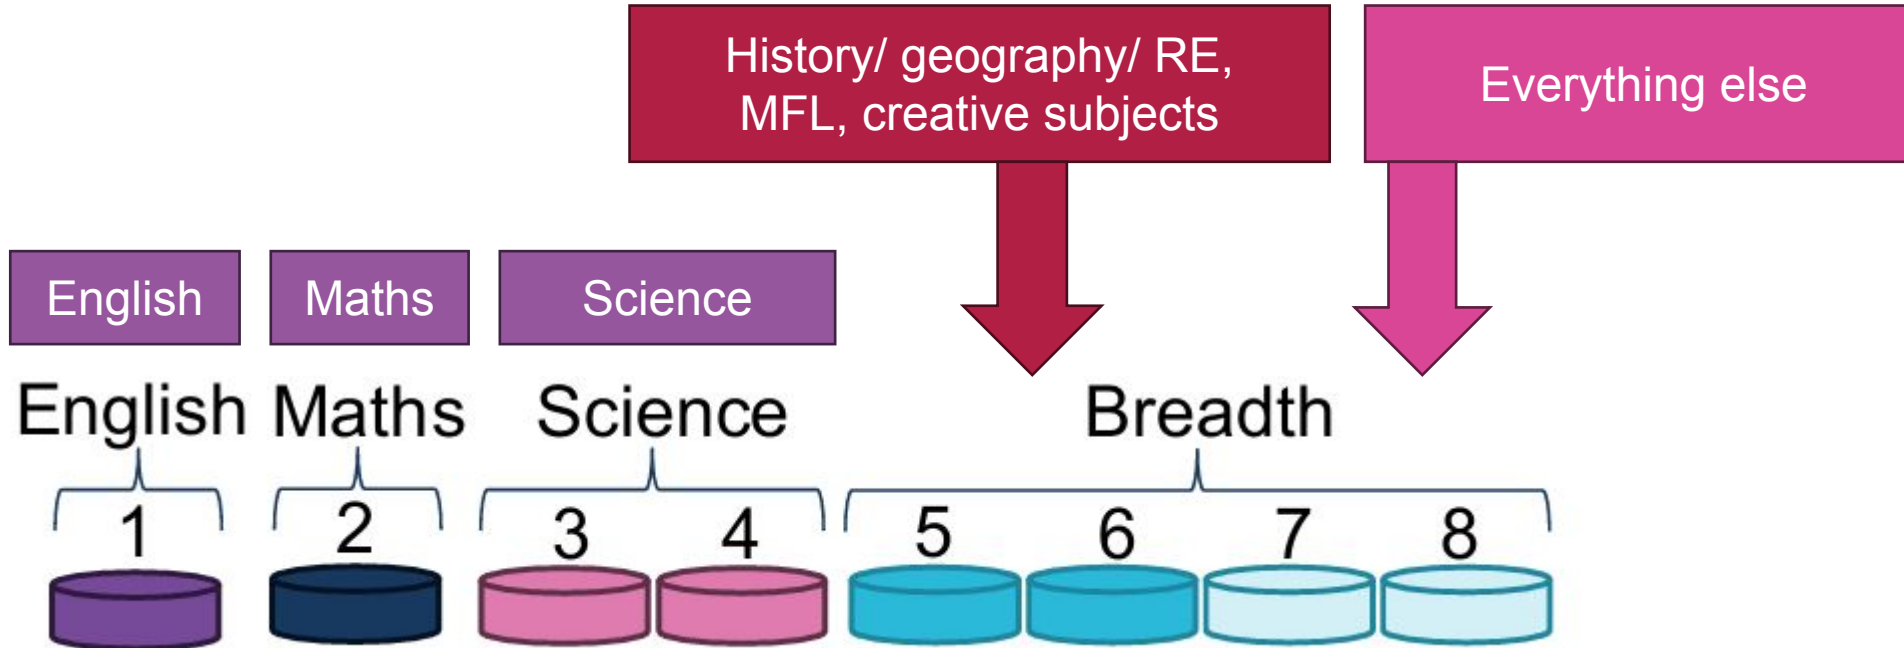 History/ geography/ RE,
MFL, creative subjects
Everything else
English
Maths
Science
English
Maths
Science
Breadth
1
2
3
4
5
6
7
8